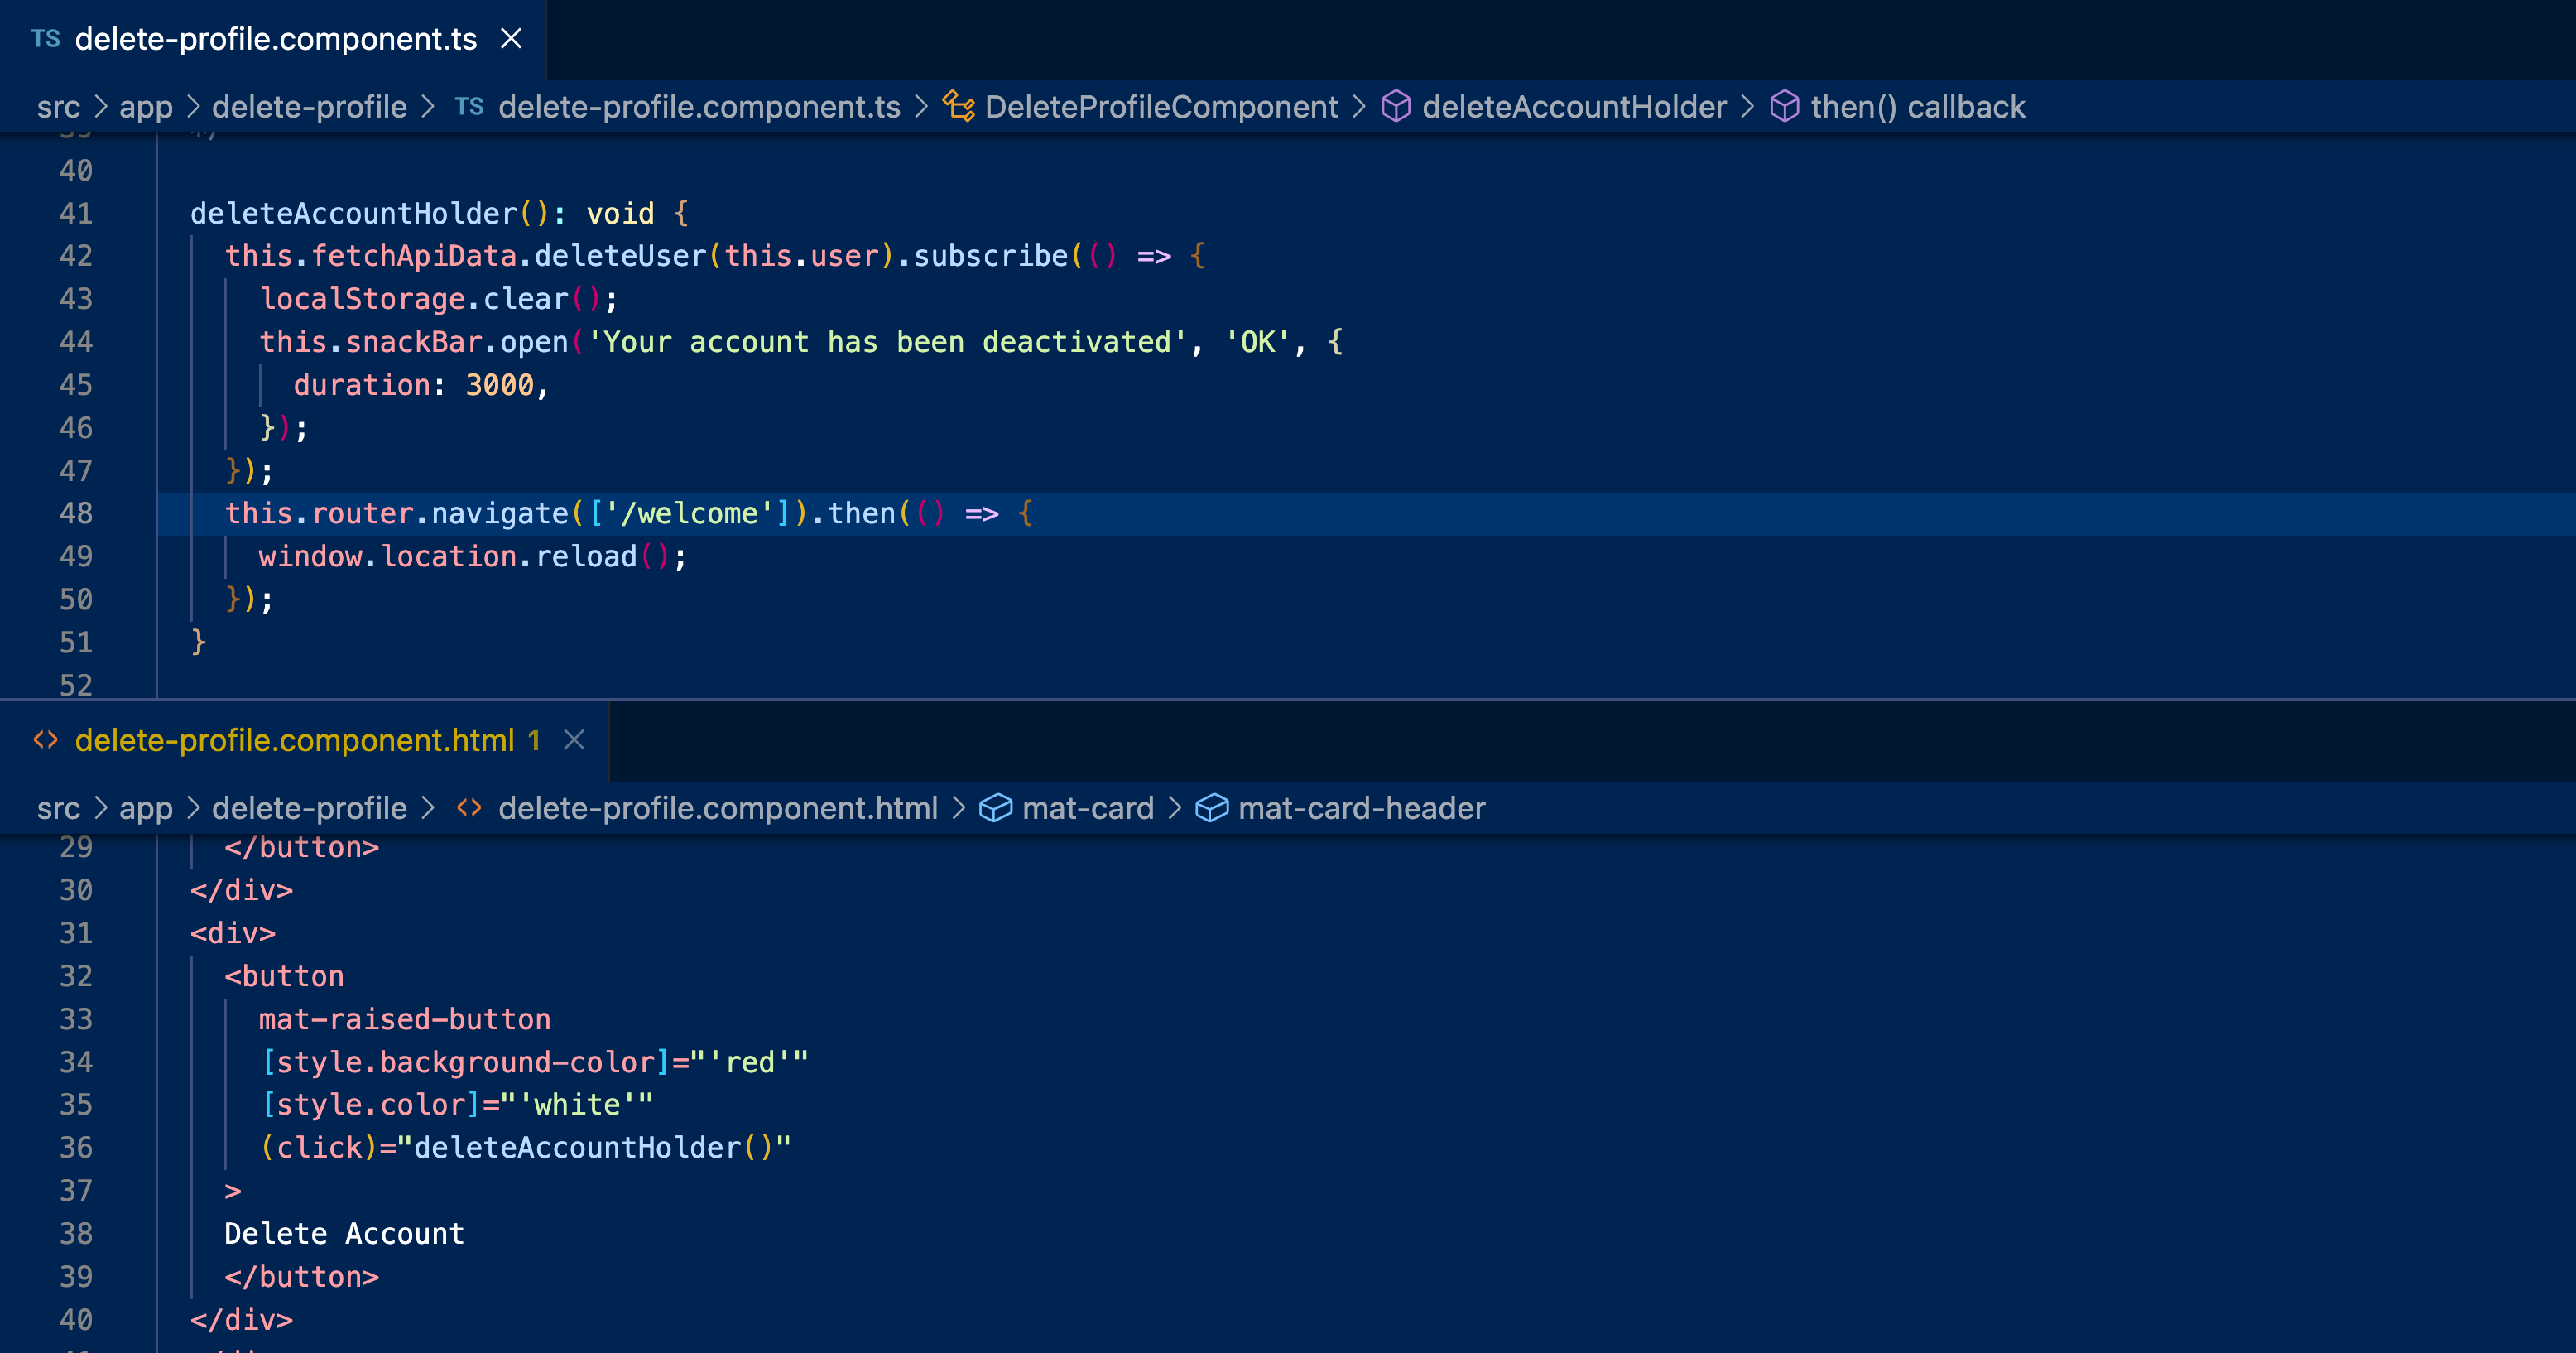 TS delete-profile.component.ts
src > app > delete-profile > TS delete-profile.component.ts > DeleteProfileComponent > deleteAccountHolder > then() callback
39 */
40
41 deleteAccountHolder(): void {
42 this.fetchApiData.deleteUser(this.user).subscribe(() => {
43 localStorage.clear();
44 this.snackBar.open('Your account has been deactivated', 'OK', {
45 duration: 3000,
46 });
47 });
48 this.router.navigate(['/welcome']).then(() => {
49 window.location.reload();
50 });
51 }
52
<> delete-profile.component.html 1
src > app > delete-profile > <> delete-profile.component.html > mat-card > mat-card-header
29 </button>
30 </div>
31 <div>
32 <button
33 mat-raised-button
34 [style.background-color]="'red'"
35 [style.color]="'white'"
36 (click)="deleteAccountHolder()"
37 >
38 Delete Account
39 </button>
40 </div>